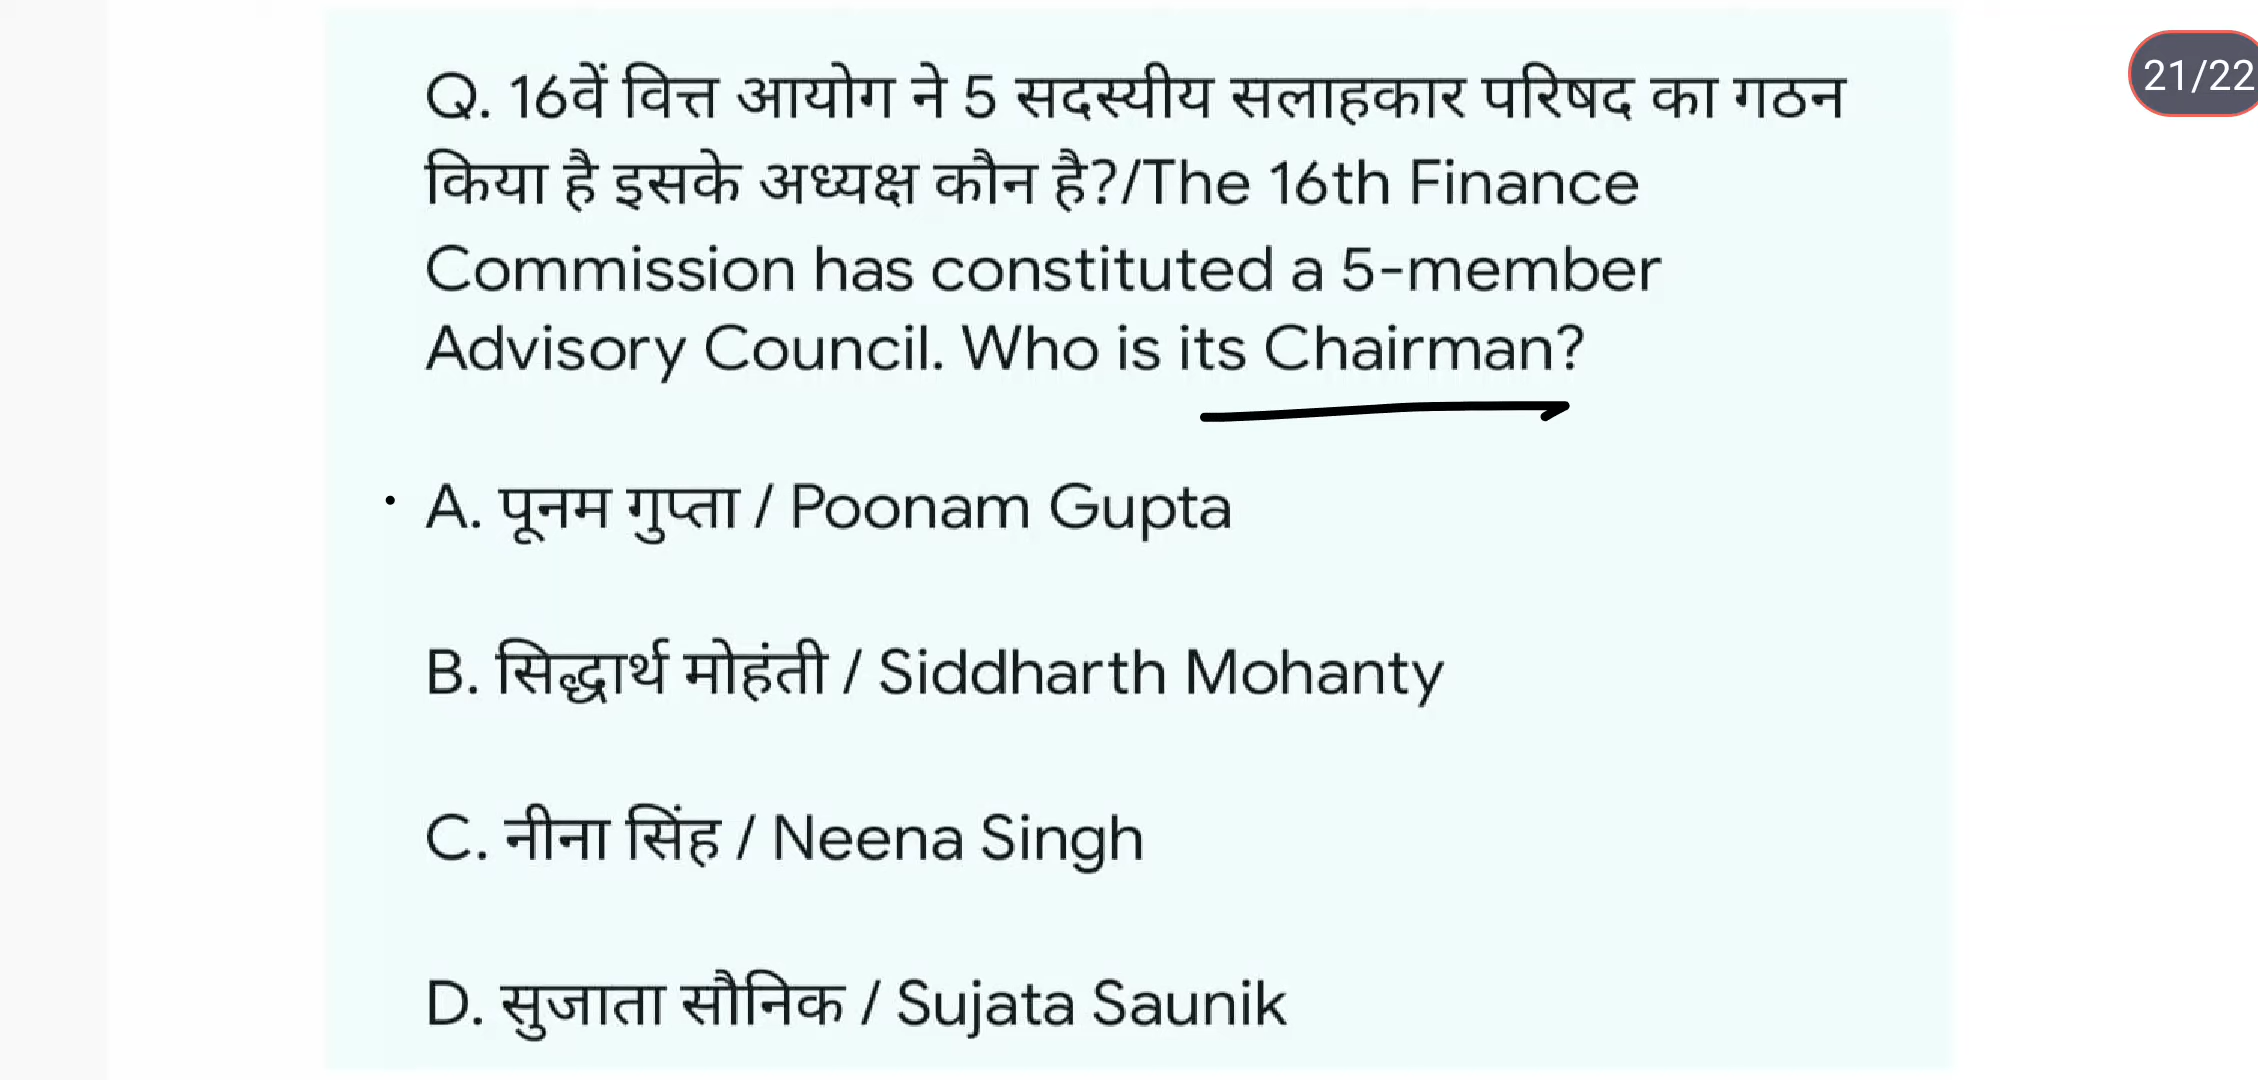 21/22
Q. 16वें वित्त आयोग ने 5 सदस्यीय सलाहकार परिषद का गठन
किया है इसके अध्यक्ष कौन है?/The 16th Finance
Commission has constituted a 5-member
Advisory Council. Who is its Chairman?
A. पूनम गुप्ता / Poonam Gupta
B. सिद्धार्थ मोहंती / Siddharth Mohanty
C. नीना सिंह / Neena Singh
D. सुजाता सौनिक / Sujata Saunik